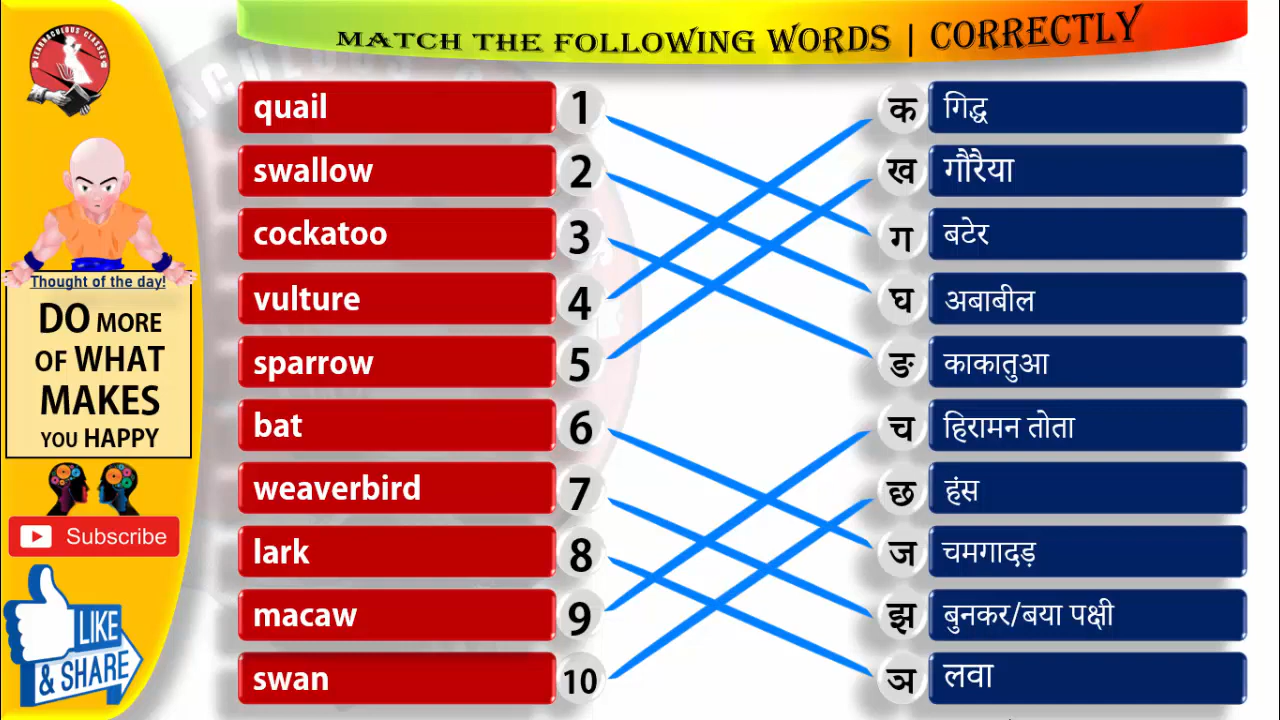 MATCH THE FOLLOWING WORDS | CORRECTLY
LEARNRACULOUS CLASSES
Thought of the day!
DO MORE
OF WHAT
MAKES
YOU HAPPY
Subscribe
LIKE
& SHARE
quail 1 क गिद्ध
swallow 2 ख गौरैया
cockatoo 3 ग बटेर
vulture 4 घ अबाबील
sparrow 5 ङ काकातुआ
bat 6 च हिरामन तोता
weaverbird 7 छ हंस
lark 8 ज चमगादड़
macaw 9 झ बुनकर/बया पक्षी
swan 10 ञ लवा